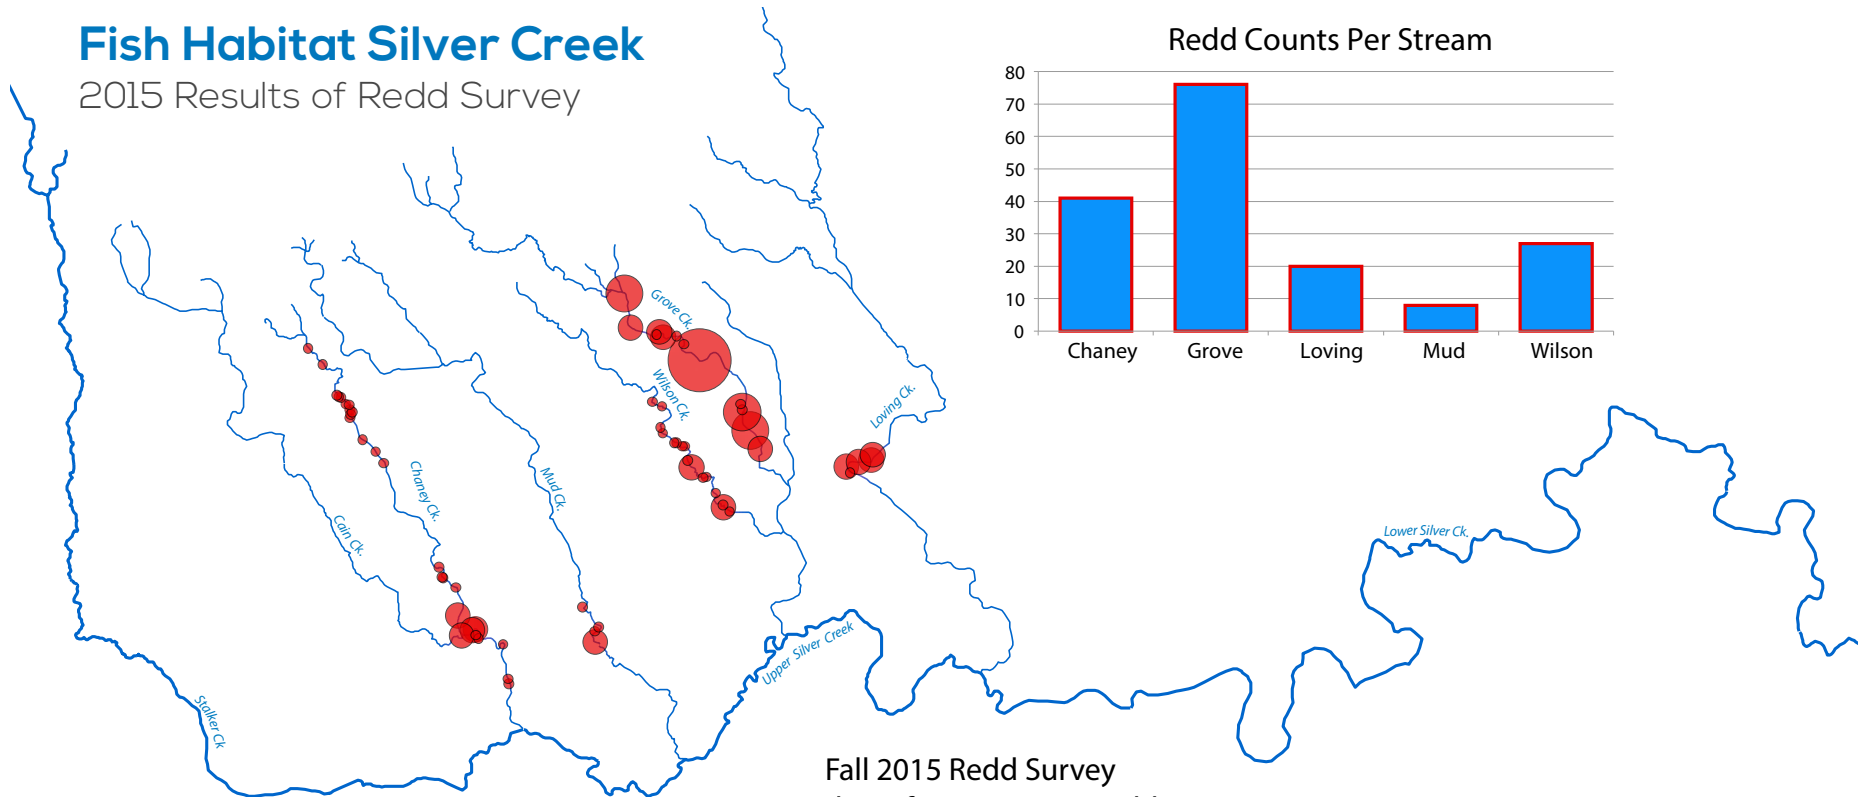 Fish Habitat Silver Creek
2015 Results of Redd Survey
Redd Counts Per Stream
80
70
60
50
40
30
20
10
0
Chaney
Grove
Loving
Mud
Wilson
Grove Ck.
Wilson Ck.
Loving Ck.
Chaney Ck.
Mud Ck.
Cain Ck.
Lower Silver Ck.
Upper Silver Creek
Stalker Ck
Fall 2015 Redd Survey